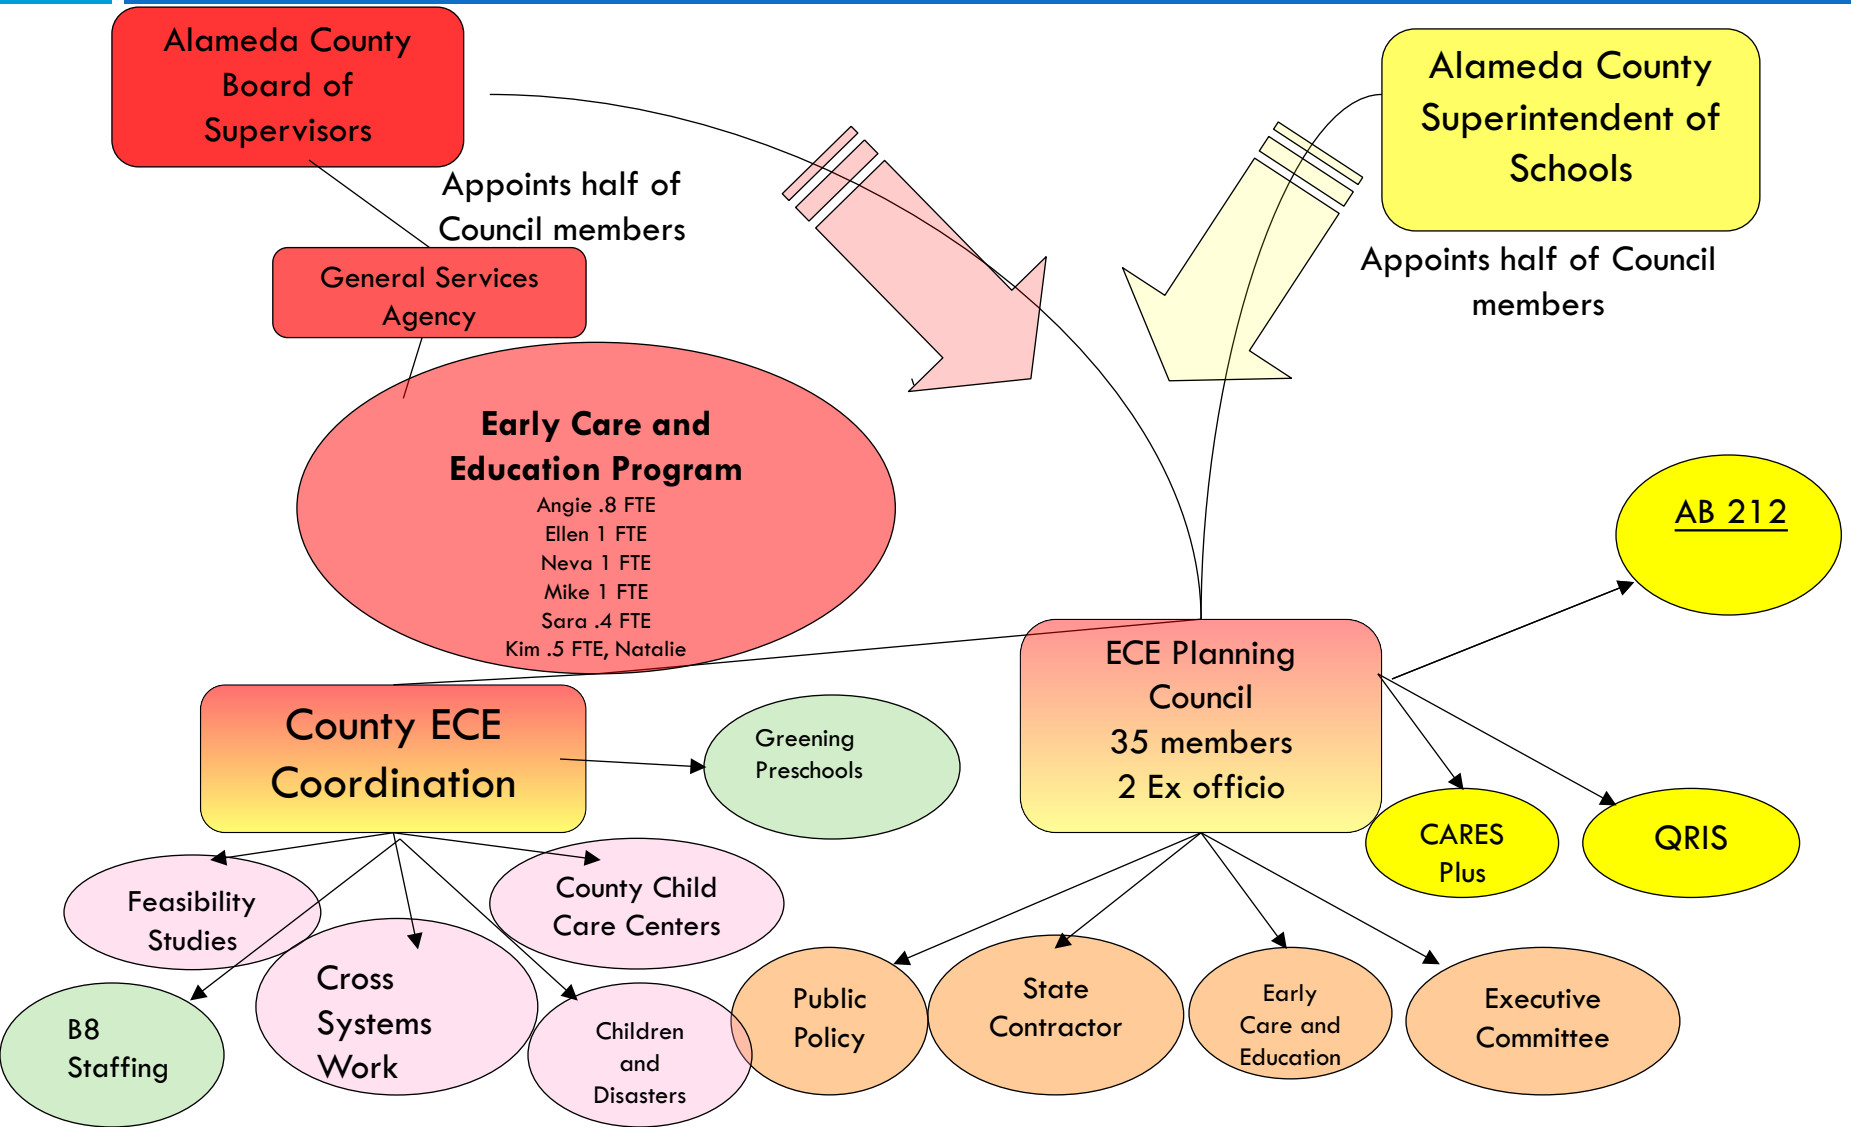 Alameda County
Board of
Supervisors
Alameda County
Superintendent of
Schools
Appoints half of
Council members
Appoints half of Council
members
General Services
Agency
Early Care and
Education Program
Angie .8 FTE
Ellen 1 FTE
Neva 1 FTE
Mike 1 FTE
Sara .4 FTE
Kim .5 FTE, Natalie
AB 212
ECE Planning
Council
35 members
2 Ex officio
County ECE
Coordination
Greening
Preschools
CARES
Plus
QRIS
Feasibility
Studies
County Child
Care Centers
Cross
Systems
Work
B8
Staffing
Children
and
Disasters
Public
Policy
State
Contractor
Early
Care and
Education
Executive
Committee